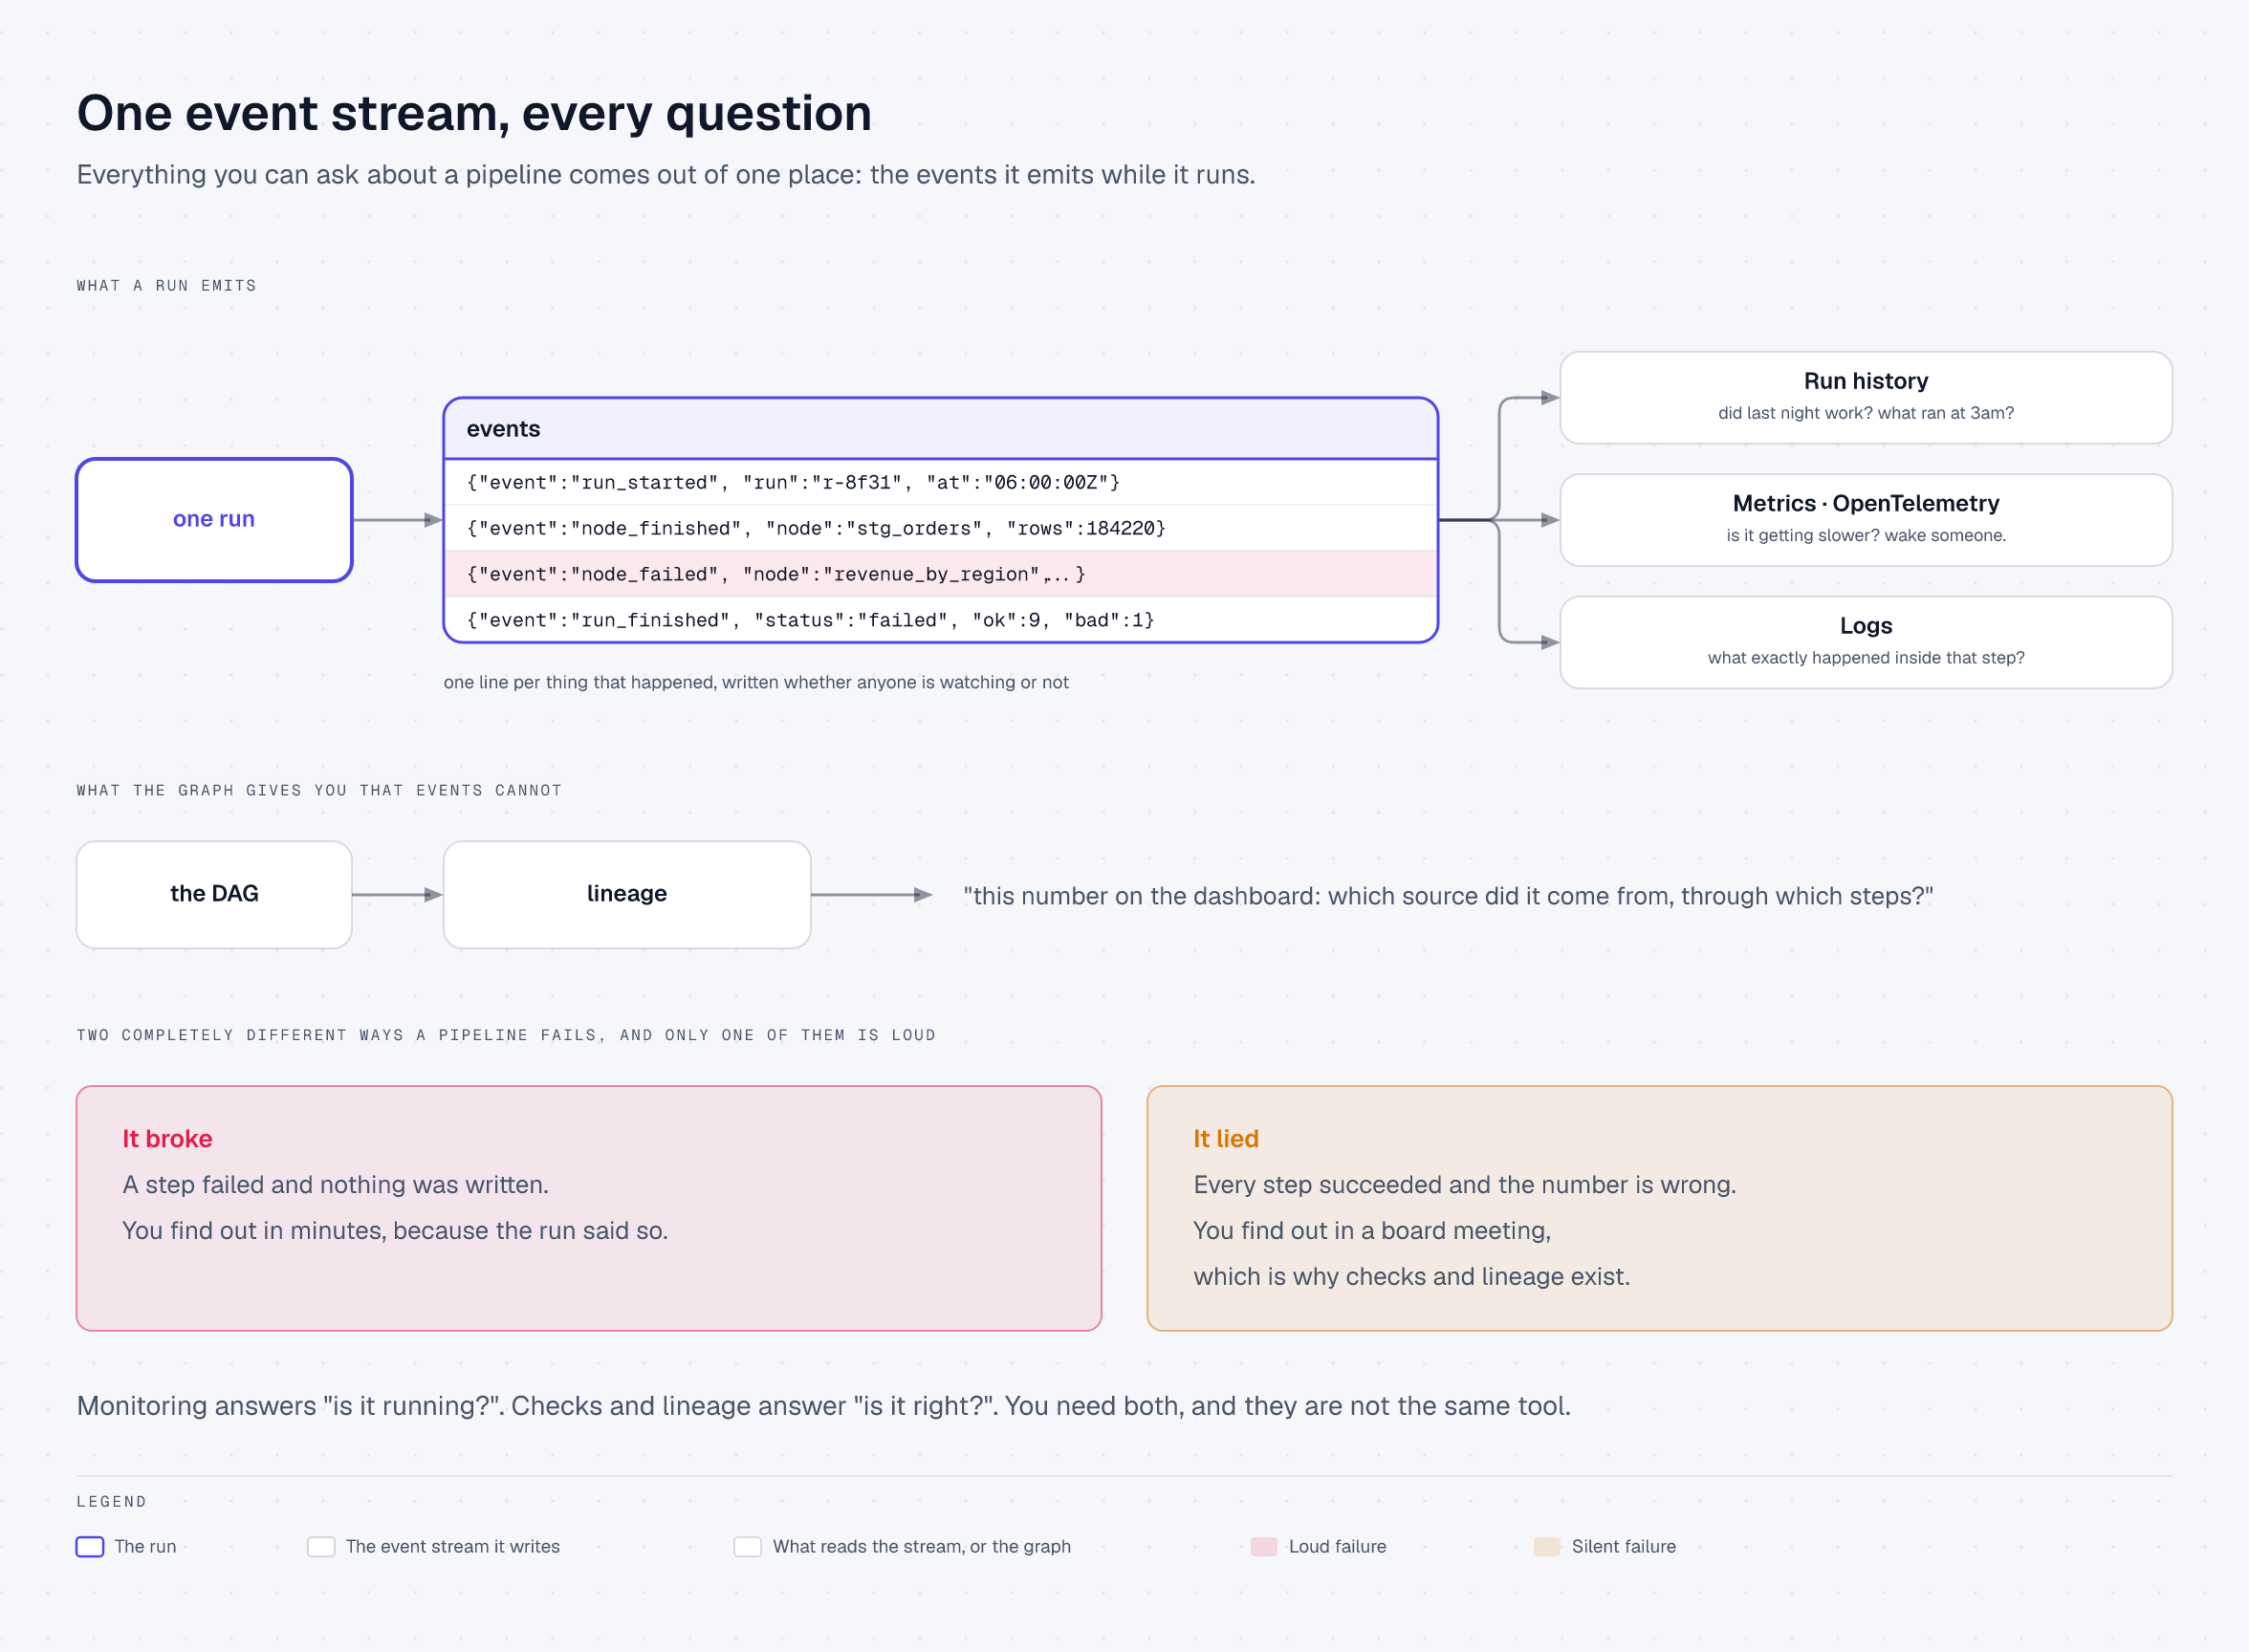 One event stream, every question
Everything you can ask about a pipeline comes out of one place: the events it emits while it runs.
WHAT A RUN EMITS
one run
events
{"event":"run_started", "run":"r-8f31", "at":"06:00:00Z"}
{"event":"node_finished", "node":"stg_orders", "rows":184220}
{"event":"node_failed", "node":"revenue_by_region",…}
{"event":"run_finished", "status":"failed", "ok":9, "bad":1}
one line per thing that happened, written whether anyone is watching or not
Run history
did last night work? what ran at 3am?
Metrics · OpenTelemetry
is it getting slower? wake someone.
Logs
what exactly happened inside that step?
WHAT THE GRAPH GIVES YOU THAT EVENTS CANNOT
the DAG
lineage
"this number on the dashboard: which source did it come from, through which steps?"
TWO COMPLETELY DIFFERENT WAYS A PIPELINE FAILS, AND ONLY ONE OF THEM IS LOUD
It broke
A step failed and nothing was written.
You find out in minutes, because the run said so.
It lied
Every step succeeded and the number is wrong.
You find out in a board meeting,
which is why checks and lineage exist.
Monitoring answers "is it running?". Checks and lineage answer "is it right?". You need both, and they are not the same tool.
LEGEND
The run
The event stream it writes
What reads the stream, or the graph
Loud failure
Silent failure